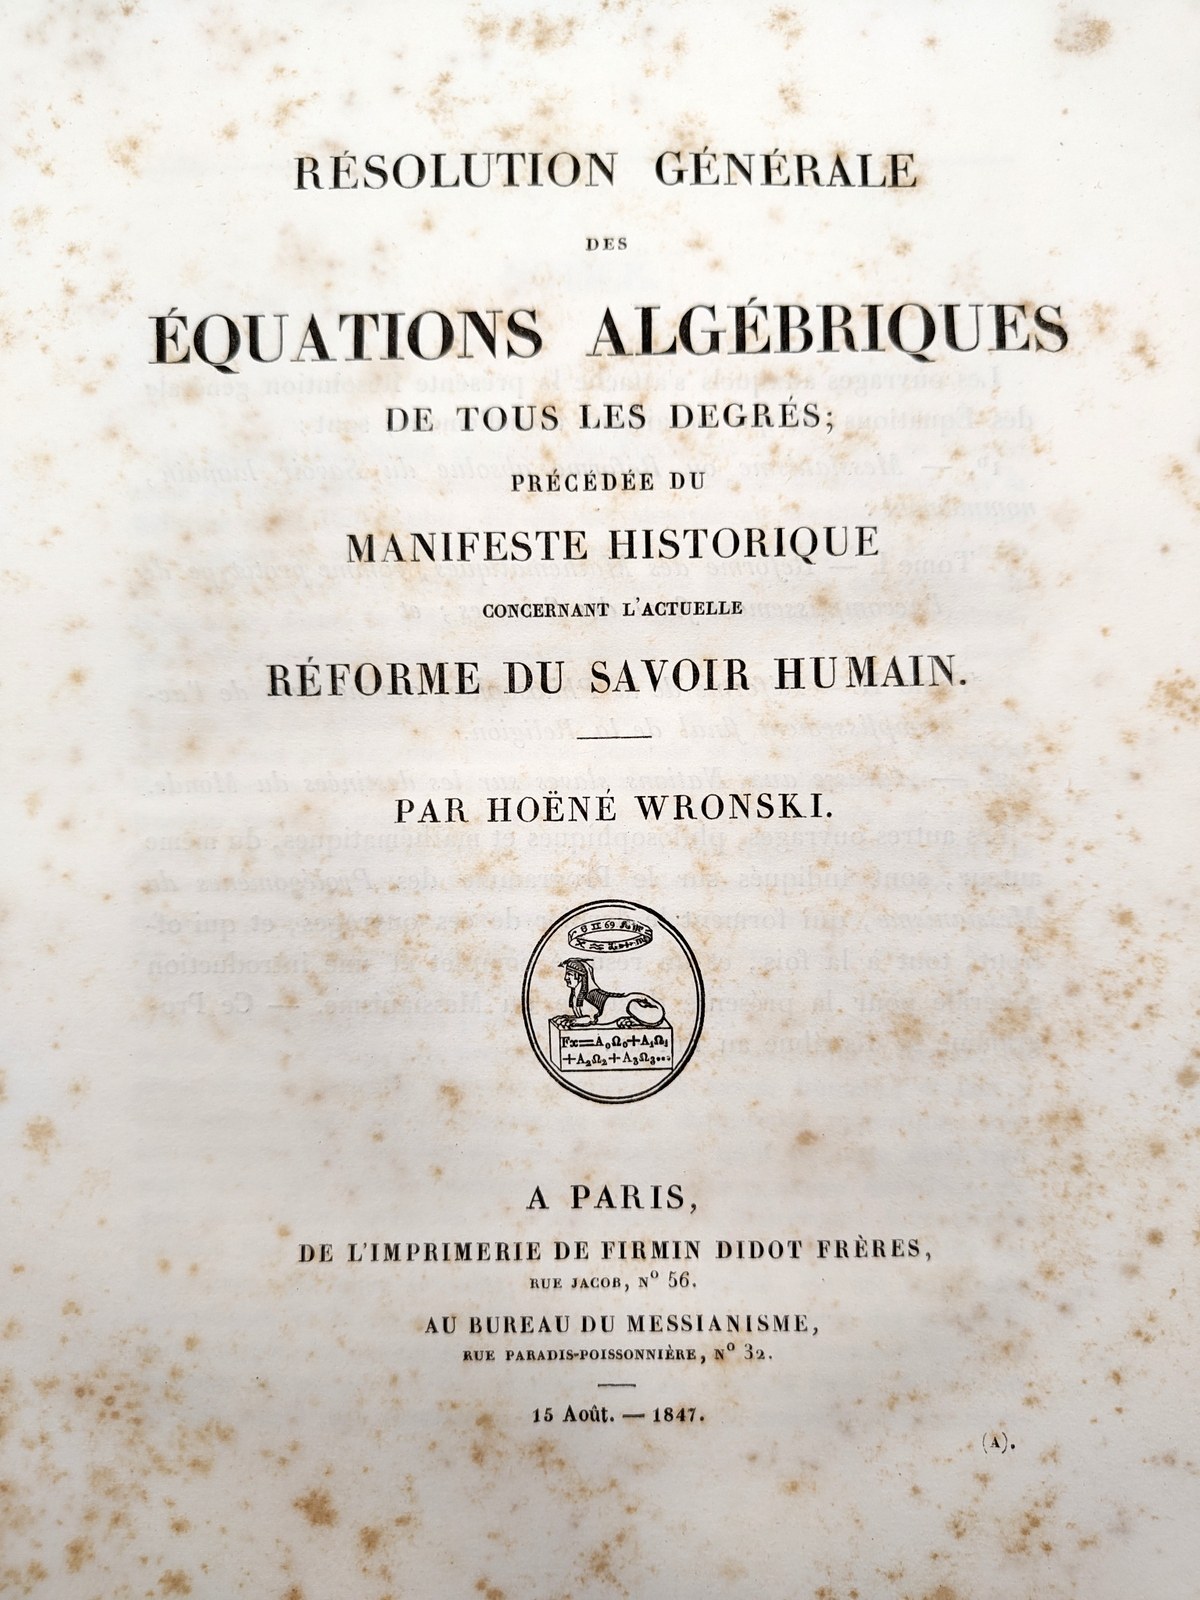 RÉSOLUTION GÉNÉRALE
DES
ÉQUATIONS ALGÉBRIQUES
DE TOUS LES DEGRÉS;
PRÉCÉDÉE DU
MANIFESTE HISTORIQUE
CONCERNANT L'ACTUELLE
RÉFORME DU SAVOIR HUMAIN.
PAR HOËNÉ WRONSKI.
Fx=A₀Ω₀+A₁Ω₁
+A₂Ω₂+A₃Ω₃...
A PARIS,
DE L'IMPRIMERIE DE FIRMIN DIDOT FRÈRES,
RUE JACOB, Nº 56.
AU BUREAU DU MESSIANISME,
RUE PARADIS-POISSONNIÈRE, Nº 32.
15 Août. — 1847.
(A).